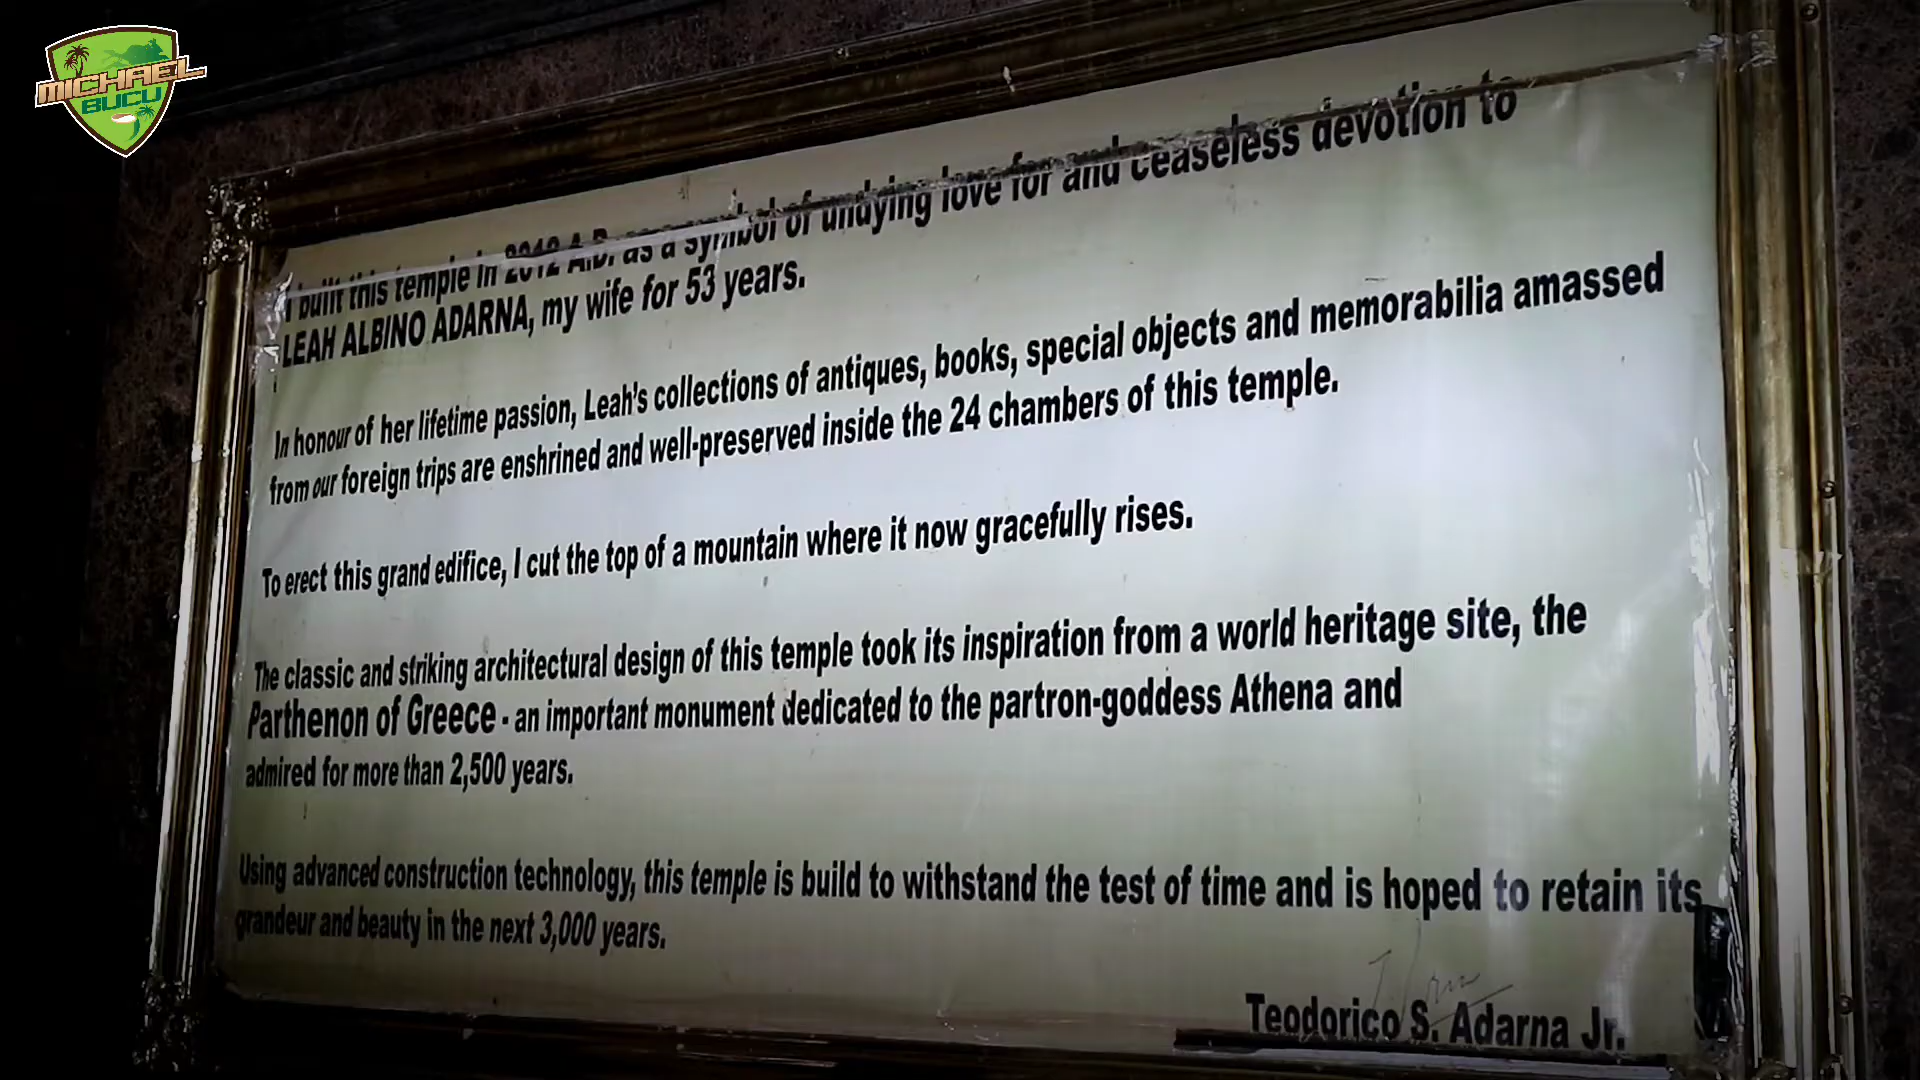 MICHAEL
BUCU
I built this temple in 2012 A.D. as a symbol of undying love for and ceaseless devotion to
LEAH ALBINO ADARNA, my wife for 53 years.
In honour of her lifetime passion, Leah's collections of antiques, books, special objects and memorabilia amassed
from our foreign trips are enshrined and well-preserved inside the 24 chambers of this temple.
To erect this grand edifice, I cut the top of a mountain where it now gracefully rises.
The classic and striking architectural design of this temple took its inspiration from a world heritage site, the
Parthenon of Greece - an important monument dedicated to the partron-goddess Athena and
admired for more than 2,500 years.
Using advanced construction technology, this temple is build to withstand the test of time and is hoped to retain its
grandeur and beauty in the next 3,000 years.
Teodorico S. Adarna Jr.